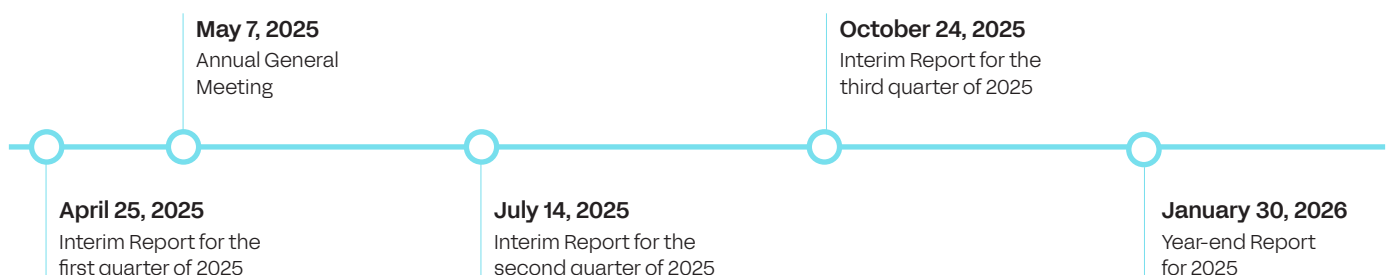 May 7, 2025
Annual General
Meeting
October 24, 2025
Interim Report for the
third quarter of 2025
April 25, 2025
Interim Report for the
first quarter of 2025
July 14, 2025
Interim Report for the
second quarter of 2025
January 30, 2026
Year-end Report
for 2025